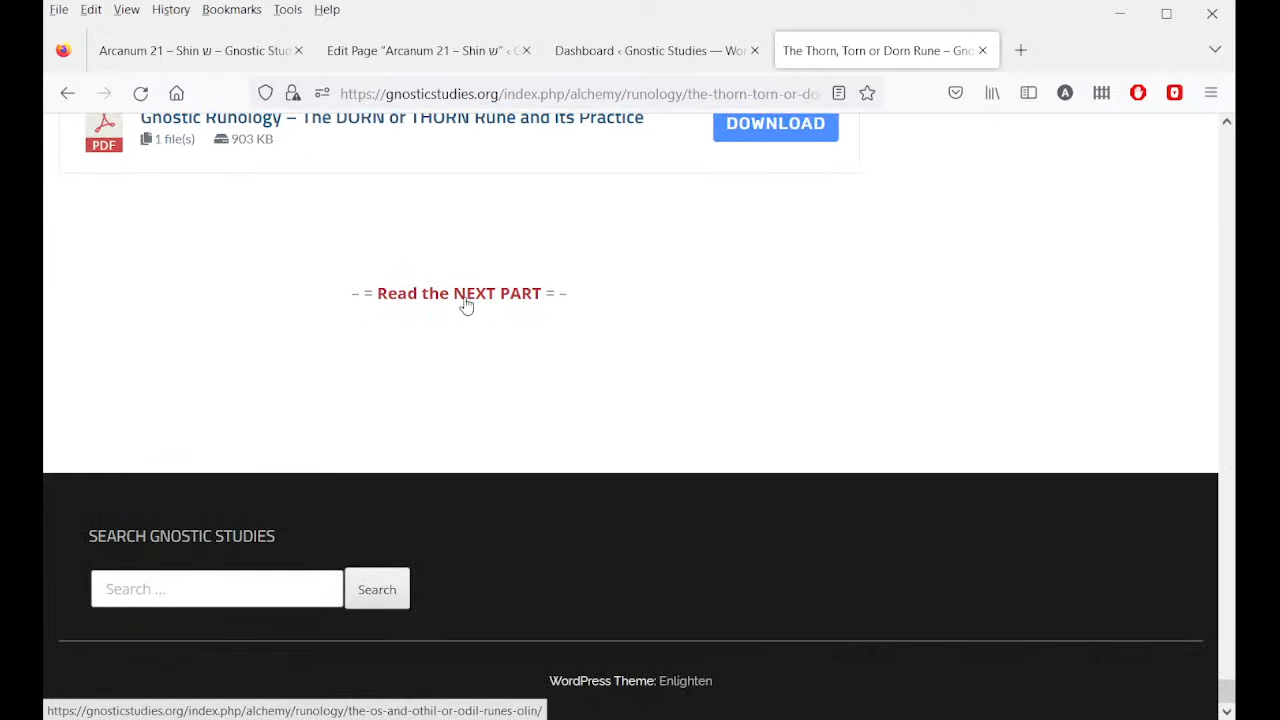 File Edit View History Bookmarks Tools Help
Arcanum 21 – Shin ש – Gnostic Stud
Edit Page “Arcanum 21 – Shin ש” ‹ G
Dashboard ‹ Gnostic Studies — Wor
The Thorn, Torn or Dorn Rune – Gno
https://gnosticstudies.org/index.php/alchemy/runology/the-thorn-torn-or-do
Gnostic Runology – The DORN or THORN Rune and Its Practice
DOWNLOAD
PDF
1 file(s) 903 KB
– = Read the NEXT PART = –
SEARCH GNOSTIC STUDIES
Search ...
Search
WordPress Theme: Enlighten
https://gnosticstudies.org/index.php/alchemy/runology/the-os-and-othil-or-odil-runes-olin/